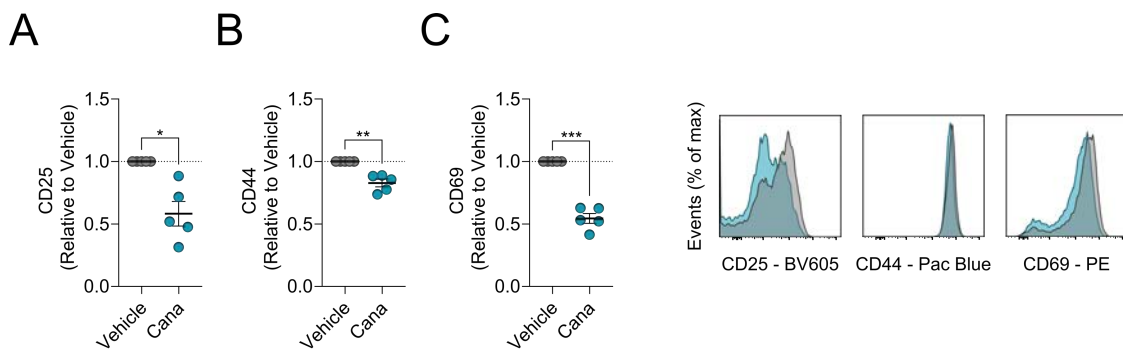 A
CD25
(Relative to Vehicle)
1.5
1.0
0.5
0.0
*
Vehicle
Cana
B
CD44
(Relative to Vehicle)
1.5
1.0
0.5
0.0
**
Vehicle
Cana
C
CD69
(Relative to Vehicle)
1.5
1.0
0.5
0.0
***
Vehicle
Cana
Events (% of max)
CD25 - BV605
CD44 - Pac Blue
CD69 - PE